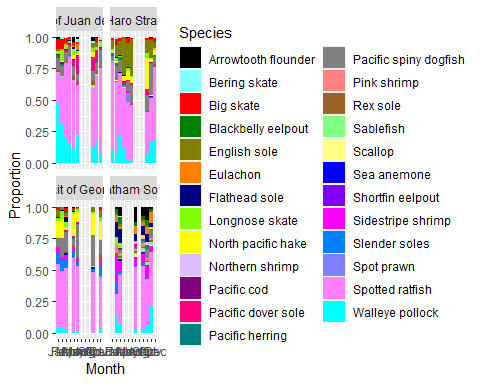 of Juan de
Haro Stra
Species
1.00
0.75
0.50
0.25
0.00
Proportion
it of Geor
tham So
1.00
0.75
0.50
0.25
0.00
Month
Arrowtooth flounder
Bering skate
Big skate
Blackbelly eelpout
English sole
Eulachon
Flathead sole
Longnose skate
North pacific hake
Northern shrimp
Pacific cod
Pacific dover sole
Pacific herring
Pacific spiny dogfish
Pink shrimp
Rex sole
Sablefish
Scallop
Sea anemone
Shortfin eelpout
Sidestripe shrimp
Slender soles
Spot prawn
Spotted ratfish
Walleye pollock